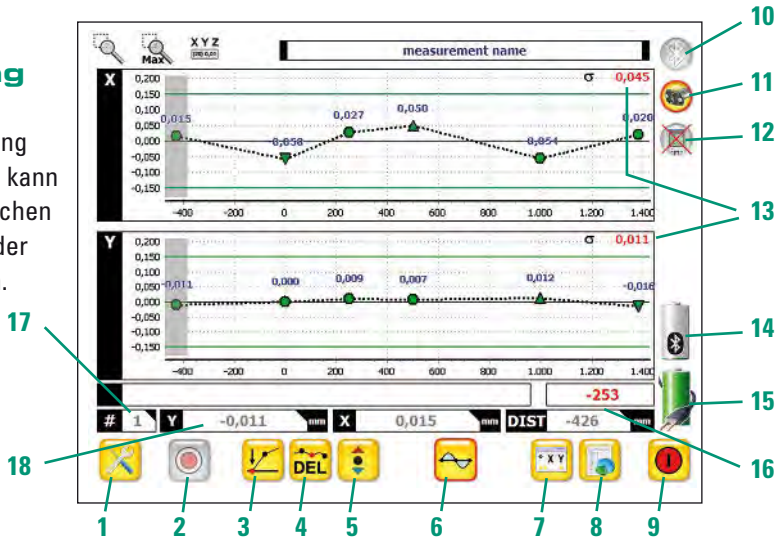 10
XYZ
Max
measurement name
ng
11
X
0,200
0,150
0,100
0,050
0,000
-0,050
-0,100
-0,150
σ 0,045
0,015
-0,058
0,027
0,050
-0,054
0,020
-400 -200 0 200 400 600 800 1.000 1.200 1.400
12
13
ng
kann
chen
der
.
Y
0,200
0,150
0,100
0,050
0,000
-0,050
-0,100
-0,150
σ 0,011
-0,011
0,000
0,009
0,007
0,012
-0,016
-400 -200 0 200 400 600 800 1.000 1.200 1.400
17
14
-253
15
# 1 Y -0,011 mm X 0,015 mm DIST -426 mm
16
18
DEL
* X Y
1 2 3 4 5 6 7 8 9